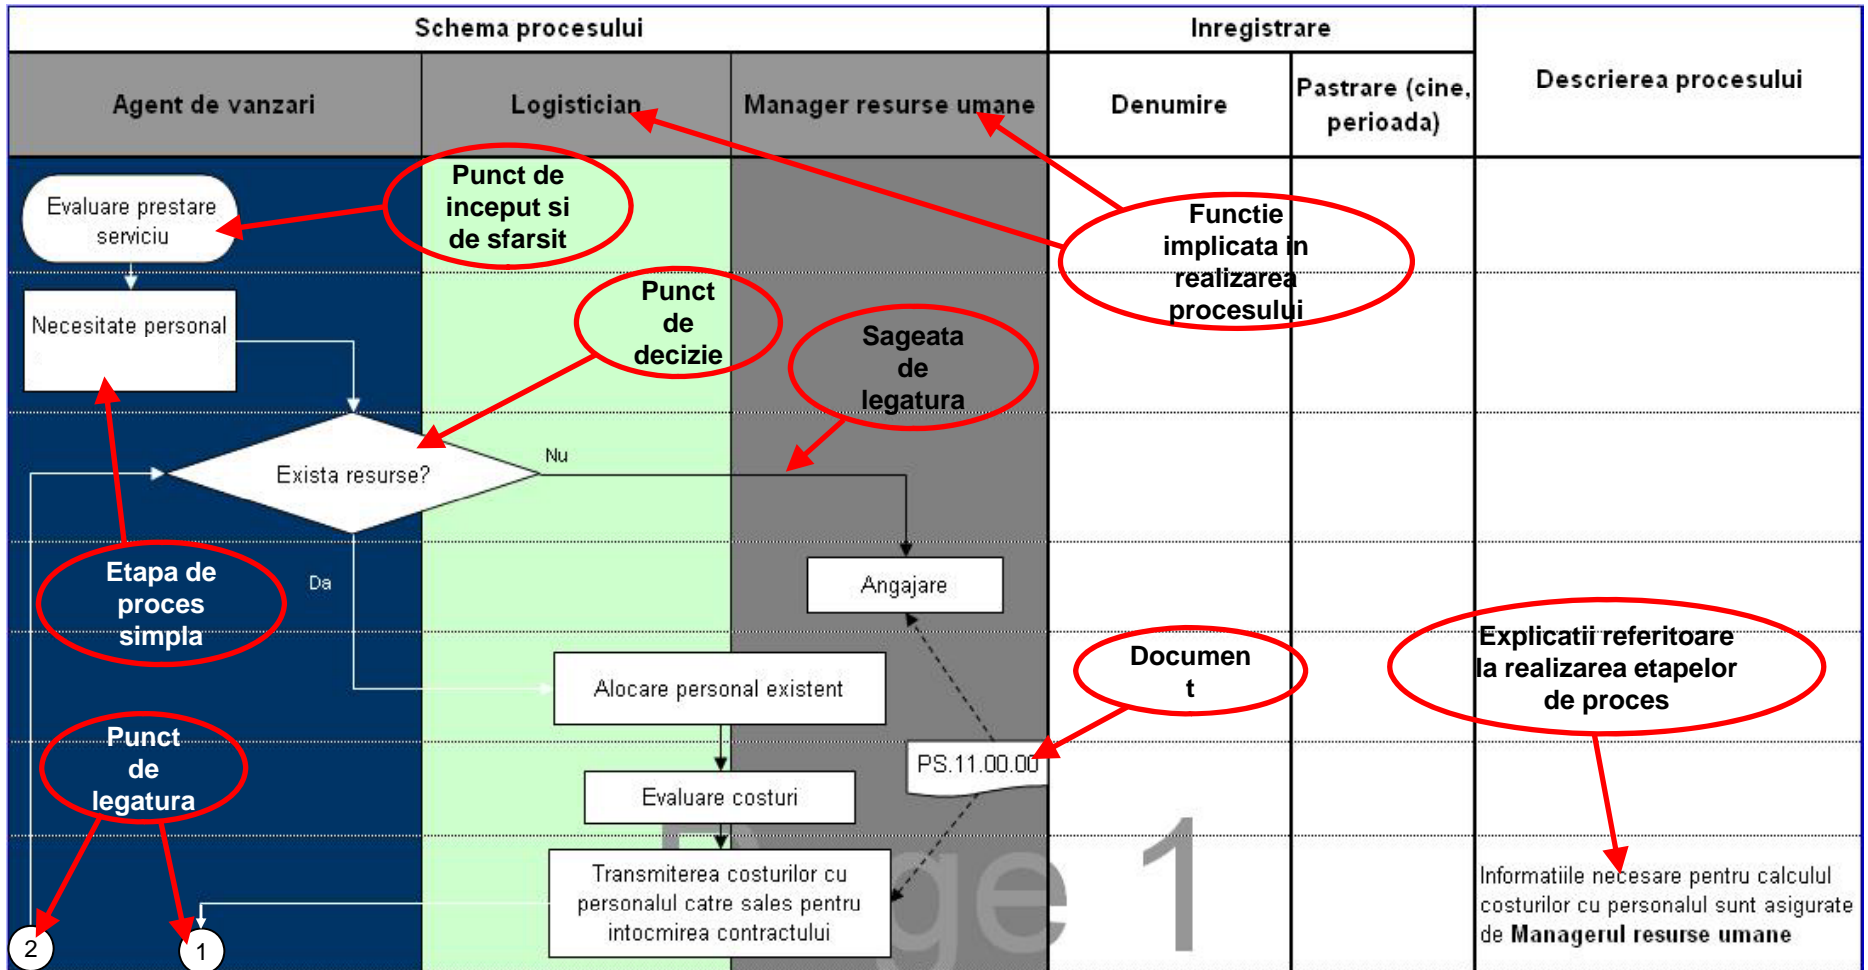 Schema procesului
Inregistrare
Descrierea procesului
Agent de vanzari
Logistician
Manager resurse umane
Denumire
Pastrare (cine,
perioada)
Evaluare prestare
serviciu
Punct de
inceput si
de sfarsit
Functie
implicata in
realizarea
procesului
Necesitate personal
Punct
de
decizie
Sageata
de
legatura
Exista resurse?
Nu
Da
Etapa de
proces
simpla
Angajare
Alocare personal existent
Documen
t
Explicatii referitoare
la realizarea etapelor
de proces
Punct
de
legatura
PS.11.00.00
Evaluare costuri
Page 1
Transmiterea costurilor cu
personalul catre sales pentru
intocmirea contractului
Informatiile necesare pentru calculul
costurilor cu personalul sunt asigurate
de Managerul resurse umane
2
1